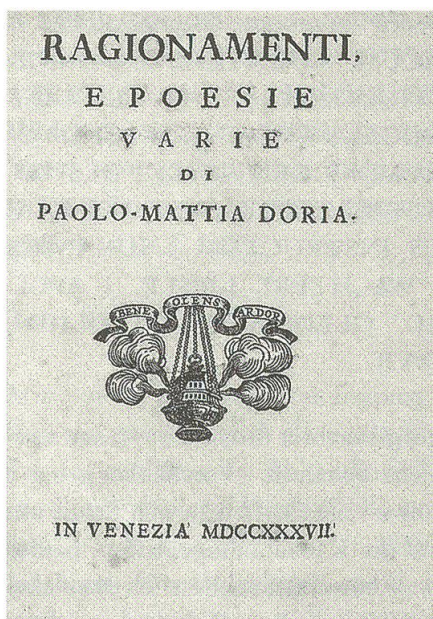 RAGIONAMENTI,
E POESIE
VARIE
DI
PAOLO-MATTIA DORIA.
BENE OLENS ARDOR
IN VENEZIA MDCCXXXVII.